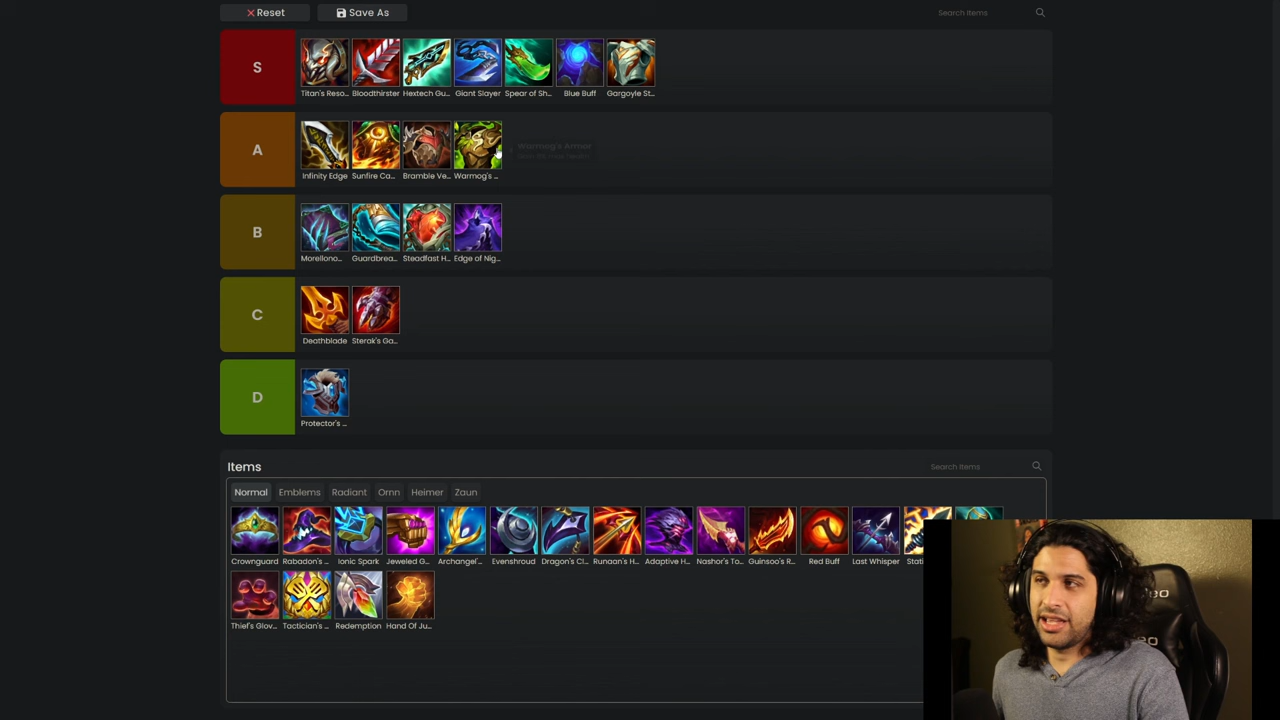 Reset
Save As
Search Items
S
Titan's Reso...
Bloodthirster
Hextech Gu...
Giant Slayer
Spear of Sh...
Blue Buff
Gargoyle St...
A
Infinity Edge
Sunfire Ca...
Bramble Ve...
Warmog's ...
Warmog's Armor
B
Morellono...
Guardbrea...
Steadfast H...
Edge of Nig...
C
Deathblade
Sterak's Ga...
D
Protector's ...
Items
Search Items
Normal
Emblems
Radiant
Ornn
Heimer
Zaun
Crownguard
Rabadon's ...
Ionic Spark
Jeweled G...
Archangel'...
Evenshroud
Dragon's Cl...
Runaan's H...
Adaptive H...
Nashor's To...
Guinsoo's R...
Red Buff
Last Whisper
Stati
Thief's Glov...
Tactician's ...
Redemption
Hand Of Ju...